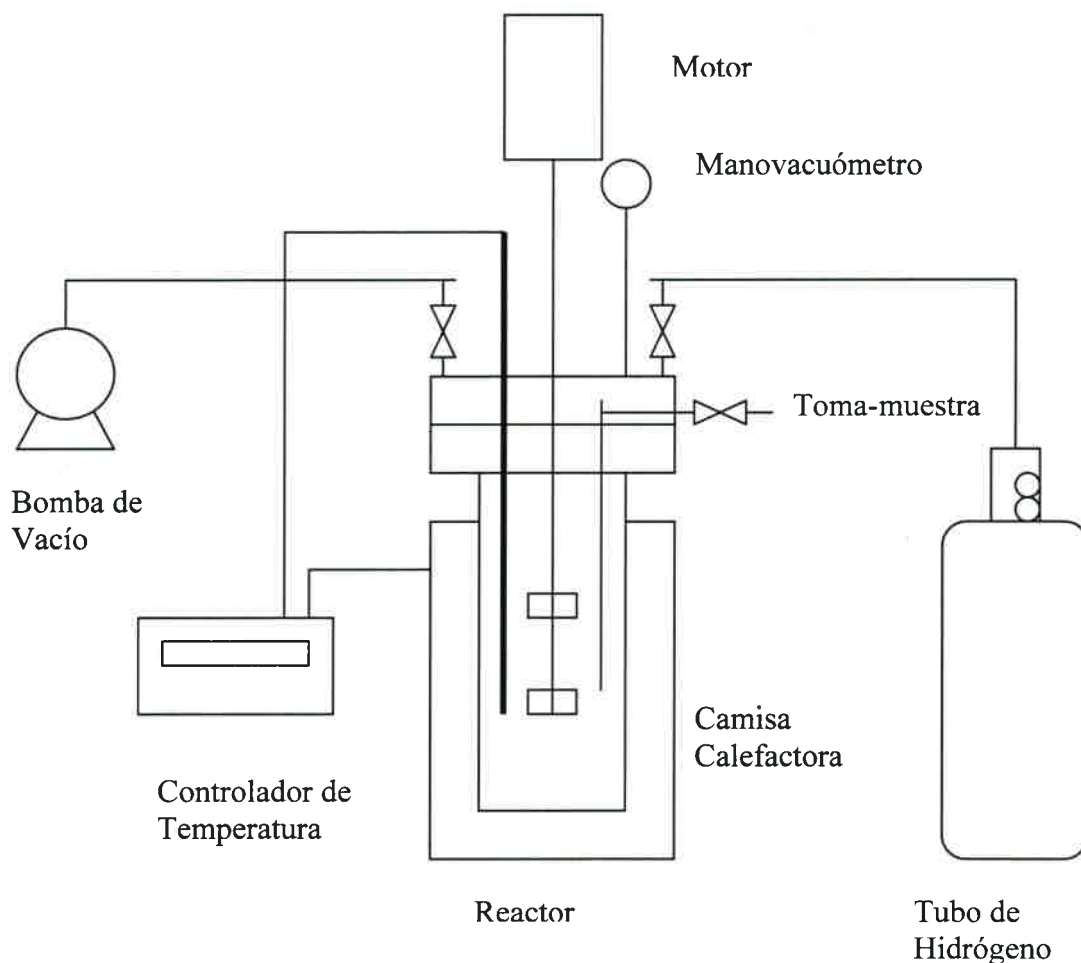 Motor
Manovacuómetro
Toma-muestra
Bomba de
Vacío
Camisa
Calefactora
Controlador de
Temperatura
Reactor
Tubo de
Hidrógeno